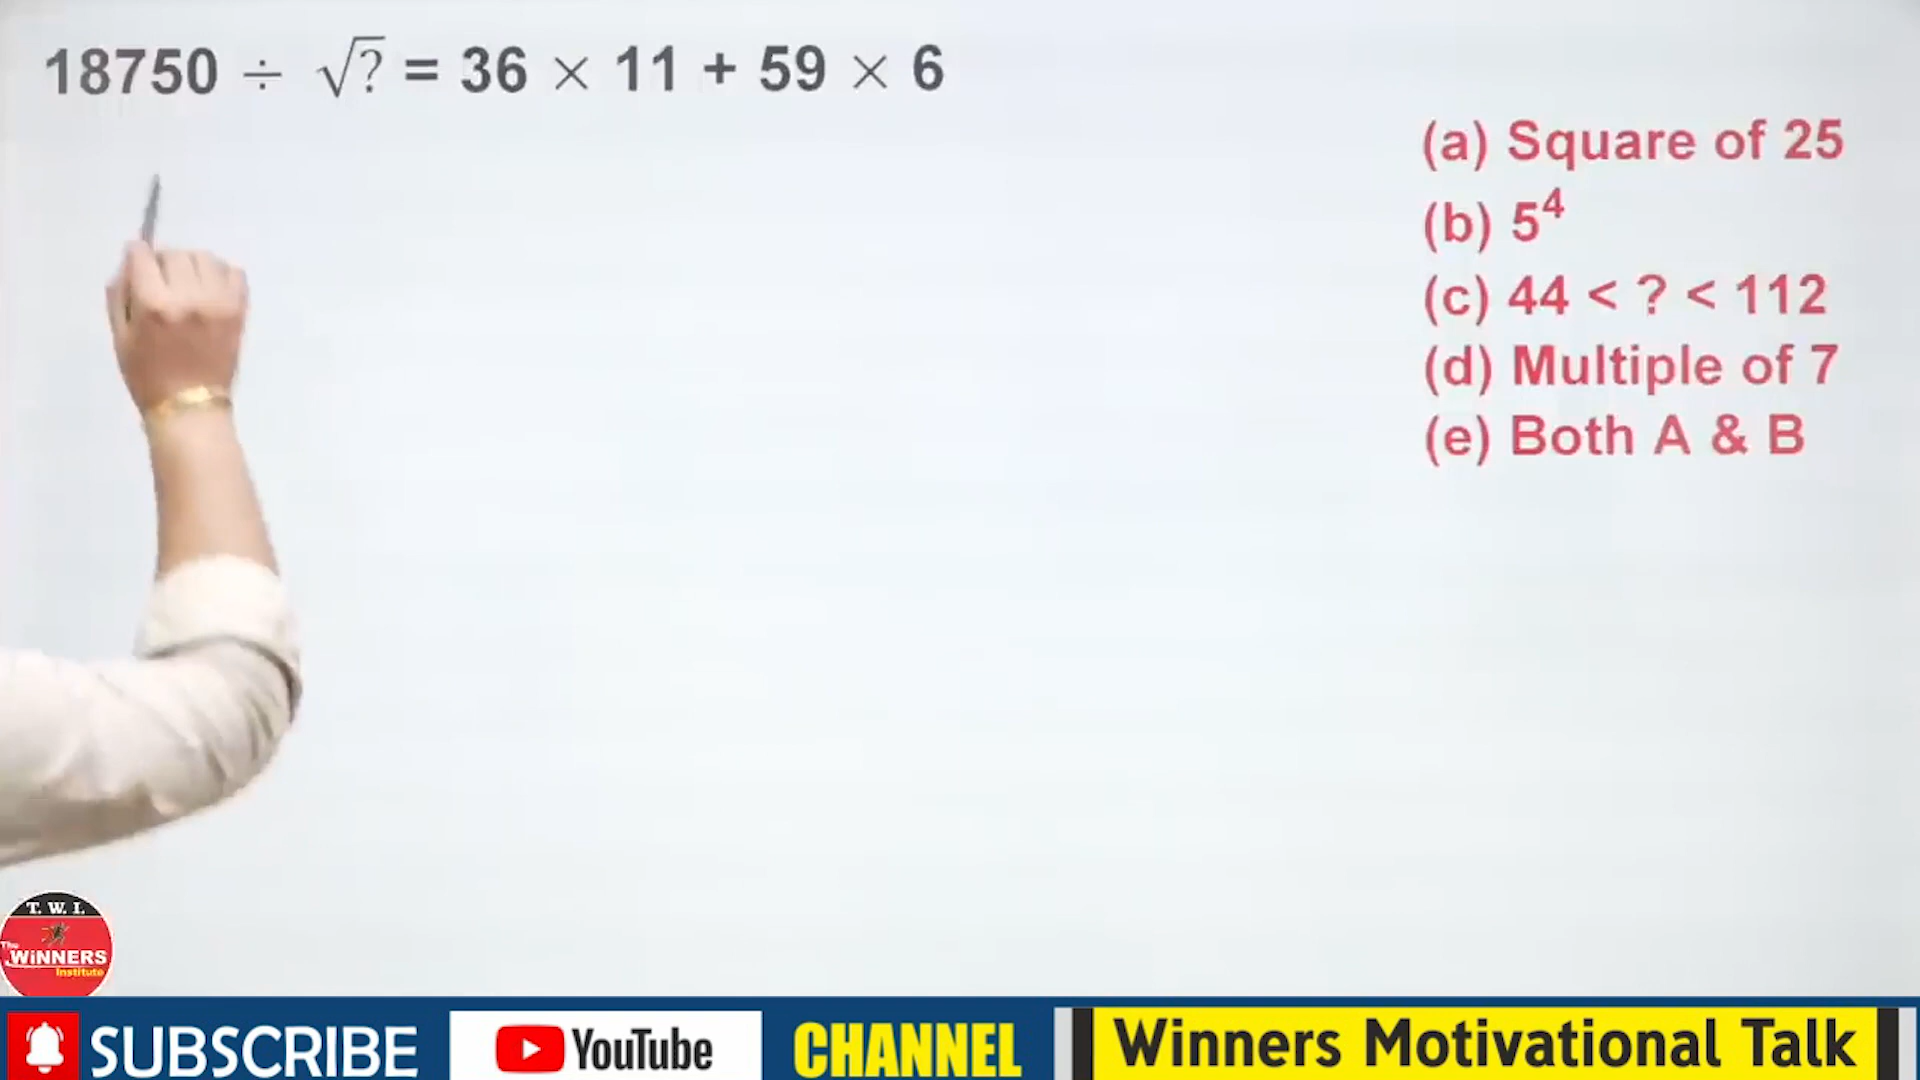 18750 ÷ √? = 36 × 11 + 59 × 6
(a) Square of 25
(b) 5⁴
(c) 44 < ? < 112
(d) Multiple of 7
(e) Both A & B
T. W. I.
The
WiNNERS
Institute
SUBSCRIBE YouTube CHANNEL Winners Motivational Talk